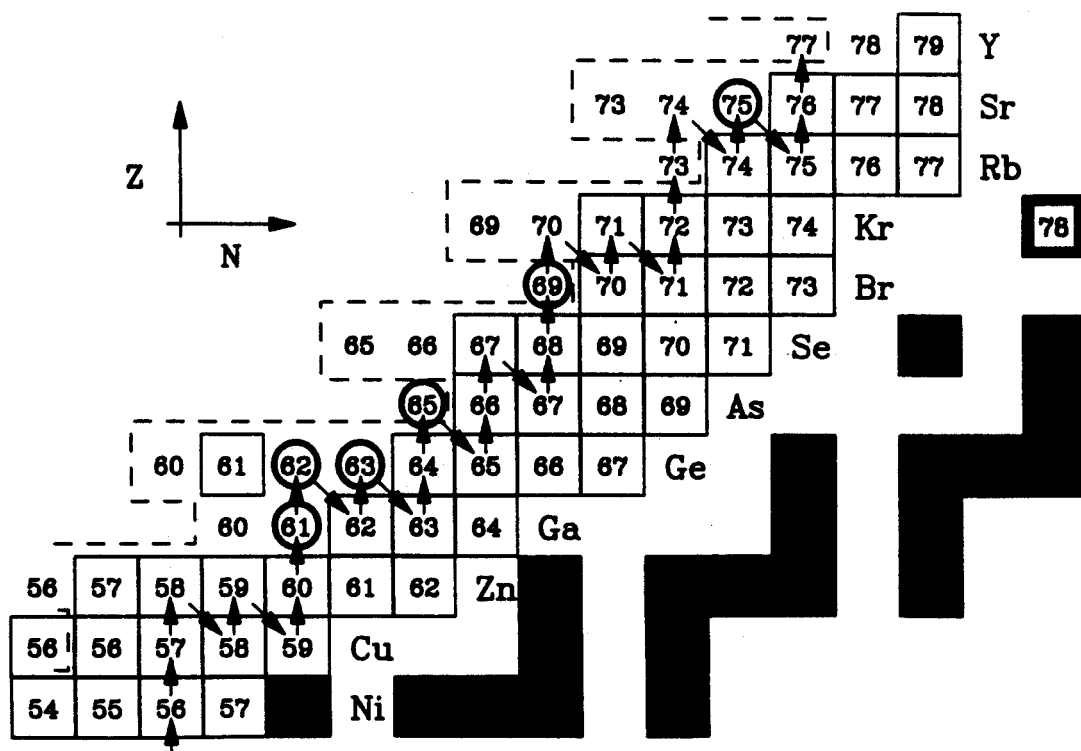 77 78 79 Y
73 74 75 76 77 78 Sr
Z 73 74 75 76 77 Rb
N 69 70 71 72 73 74 Kr 78
69 70 71 72 73 Br
65 66 67 68 69 70 71 Se
65 66 67 68 69 As
60 61 62 63 64 65 66 67 Ge
60 61 62 63 64 Ga
56 57 58 59 60 61 62 Zn
56 56 57 58 59 Cu
54 55 56 57 Ni